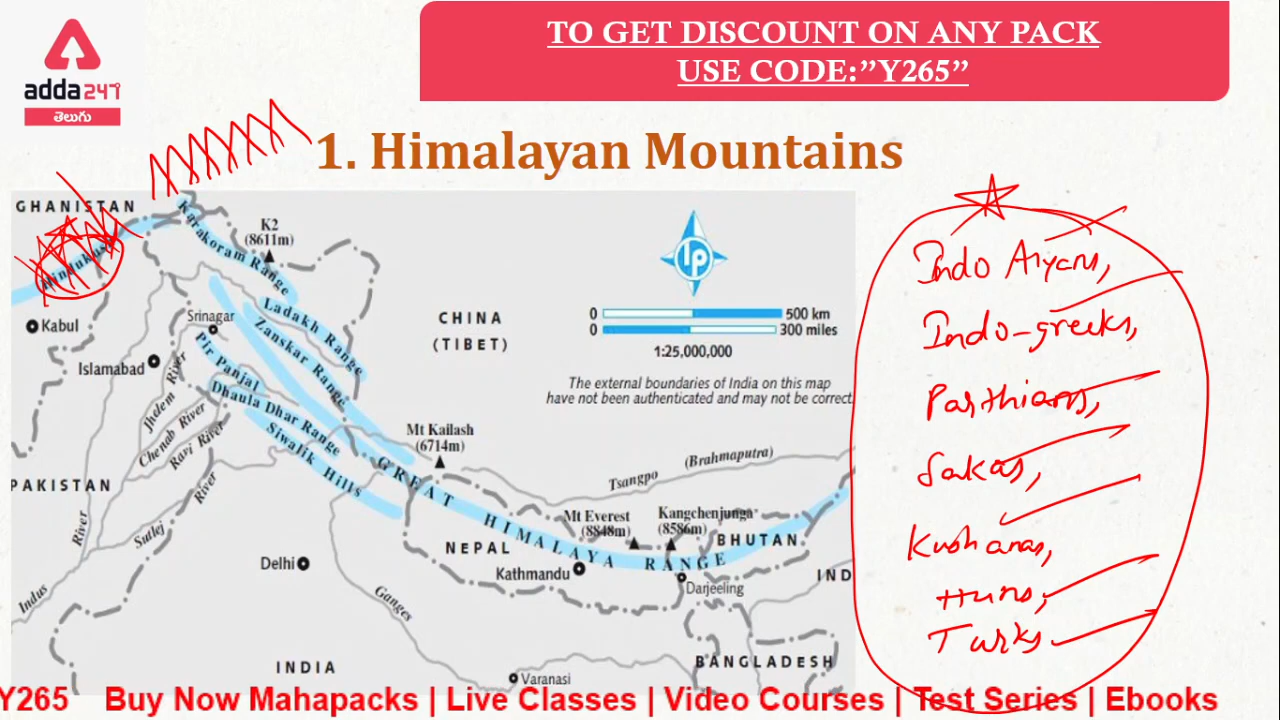 TO GET DISCOUNT ON ANY PACK
USE CODE:”Y265”
adda247
తెలుగు
1. Himalayan Mountains
GHANISTAN
Hindukush
Karakoram Range
K2
(8611m)
Ladakh Range
Zanskar Range
Srinagar
Pir Panjal
Dhaula Dhar Range
Siwalik Hills
Kabul
Islamabad
Jhdem River
Chenab River
Ravi River
PAKISTAN
River
Sutlej River
Indus
CHINA
(TIBET)
lp
0 500 km
0 300 miles
1:25,000,000
The external boundaries of India on this map
have not been authenticated and may not be correct.
Mt Kailash
(6714m)
GREAT HIMALAYA RANGE
Tsangpo (Brahmaputra)
Mt Everest
(8848m)
Kangchenjunga
(8586m)
NEPAL
BHUTAN
Delhi
Kathmandu
Darjeeling
IND
Ganges
INDIA
Varanasi
BANGLADESH
Indo Aryans,
Indo-greeks,
Parthians,
Sakas,
Kushanas,
Huns,
Turks
Y265 Buy Now Mahapacks | Live Classes | Video Courses | Test Series | Ebooks